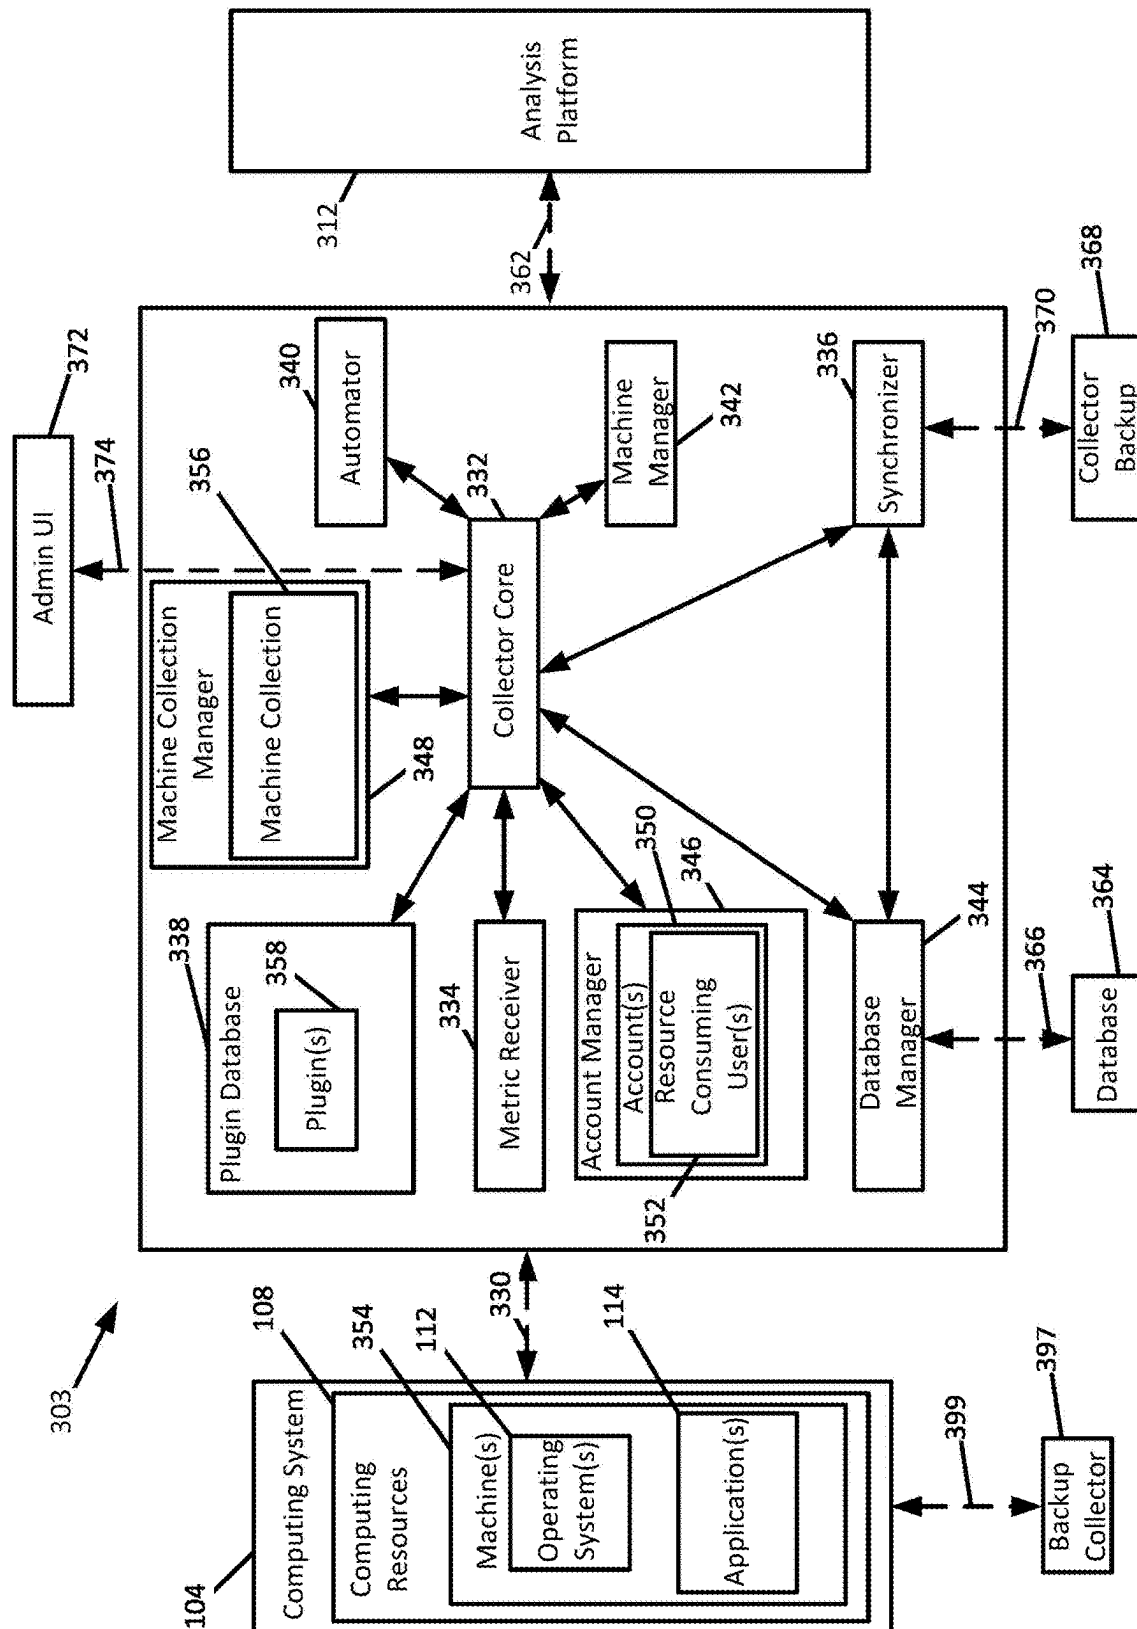 303
104
Computing System
108
Computing
Resources
354
Machine(s)
112
Operating
System(s)
114
Application(s)
330
399
397
Backup
Collector
338
Plugin Database
358
Plugin(s)
334
Metric Receiver
Account Manager
346
Account(s)
350
Resource
Consuming
User(s)
352
Database
Manager
344
366
364
Database
Machine Collection
Manager
348
Machine Collection
356
Admin UI
372
374
332
Collector Core
340
Automator
Machine
Manager
342
336
Synchronizer
370
368
Collector
Backup
362
312
Analysis
Platform